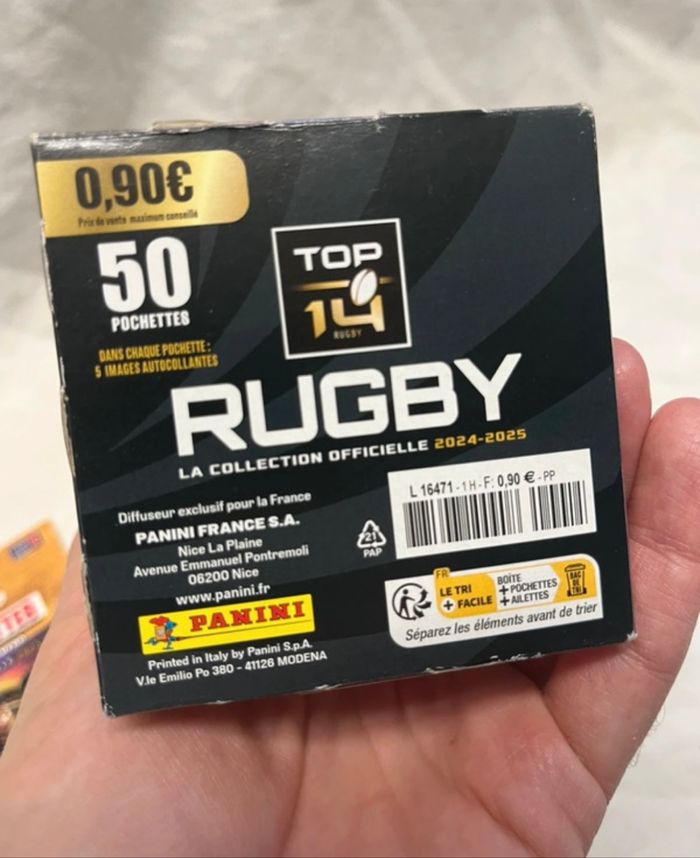 0,90€
Prix de vente maximum conseillé
50
POCHETTES
DANS CHAQUE POCHETTE :
5 IMAGES AUTOCOLLANTES
TOP
14
RUGBY
RUGBY
LA COLLECTION OFFICIELLE 2024-2025
Diffuseur exclusif pour la France
PANINI FRANCE S.A.
Nice La Plaine
Avenue Emmanuel Pontremoli
06200 Nice
www.panini.fr
PANINI
Printed in Italy by Panini S.p.A.
V.le Emilio Po 380 - 41126 MODENA
L 16471 - 1.H - F: 0,90 € - PP
21
PAP
FR
LE TRI
+ FACILE
BOÎTE
+ POCHETTES
+ AILETTES
BAC
DE TRI
Séparez les éléments avant de trier